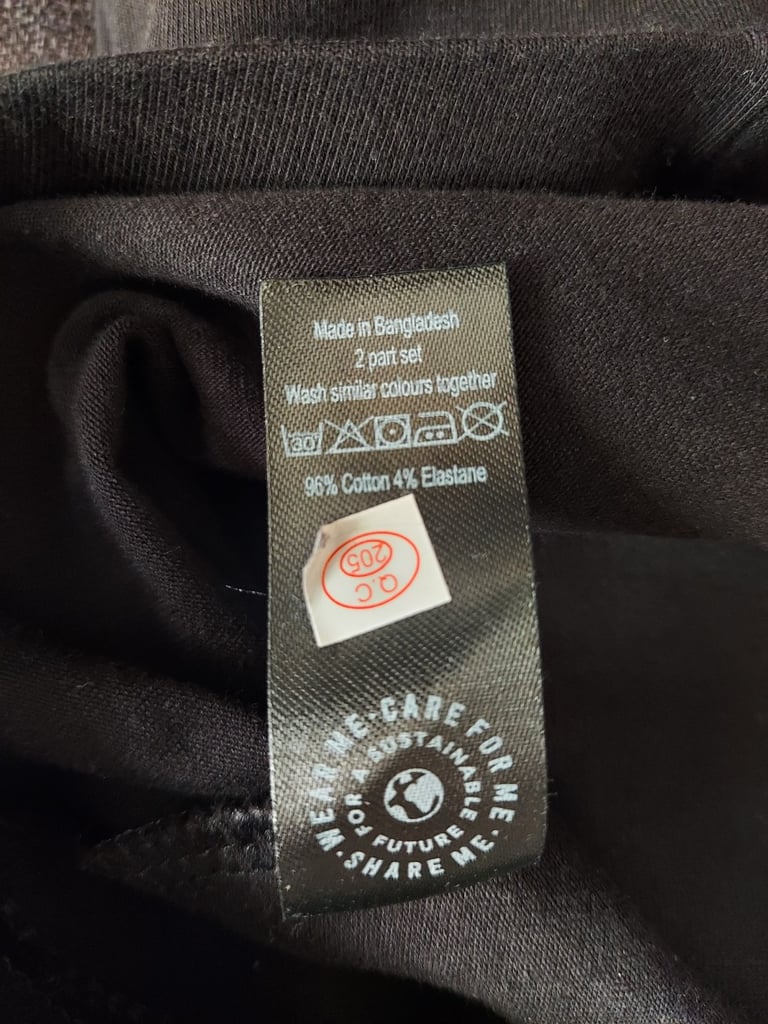 Made in Bangladesh
2 part set
Wash similar colours together
30°
96% Cotton 4% Elastane
Q.C
205
WEAR ME·CARE FOR ME·SHARE ME·
FOR A SUSTAINABLE FUTURE